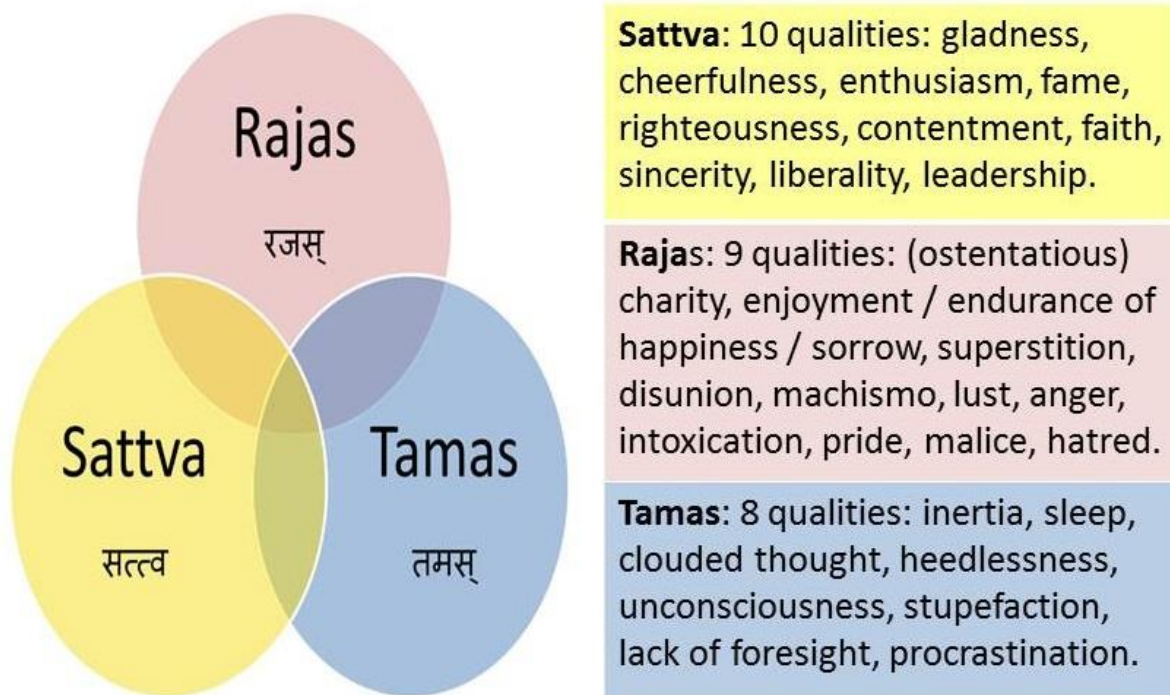 Rajas
रजस्
Sattva
सत्त्व
Tamas
तमस्
Sattva: 10 qualities: gladness,
cheerfulness, enthusiasm, fame,
righteousness, contentment, faith,
sincerity, liberality, leadership.
Rajas: 9 qualities: (ostentatious)
charity, enjoyment / endurance of
happiness / sorrow, superstition,
disunion, machismo, lust, anger,
intoxication, pride, malice, hatred.
Tamas: 8 qualities: inertia, sleep,
clouded thought, heedlessness,
unconsciousness, stupefaction,
lack of foresight, procrastination.